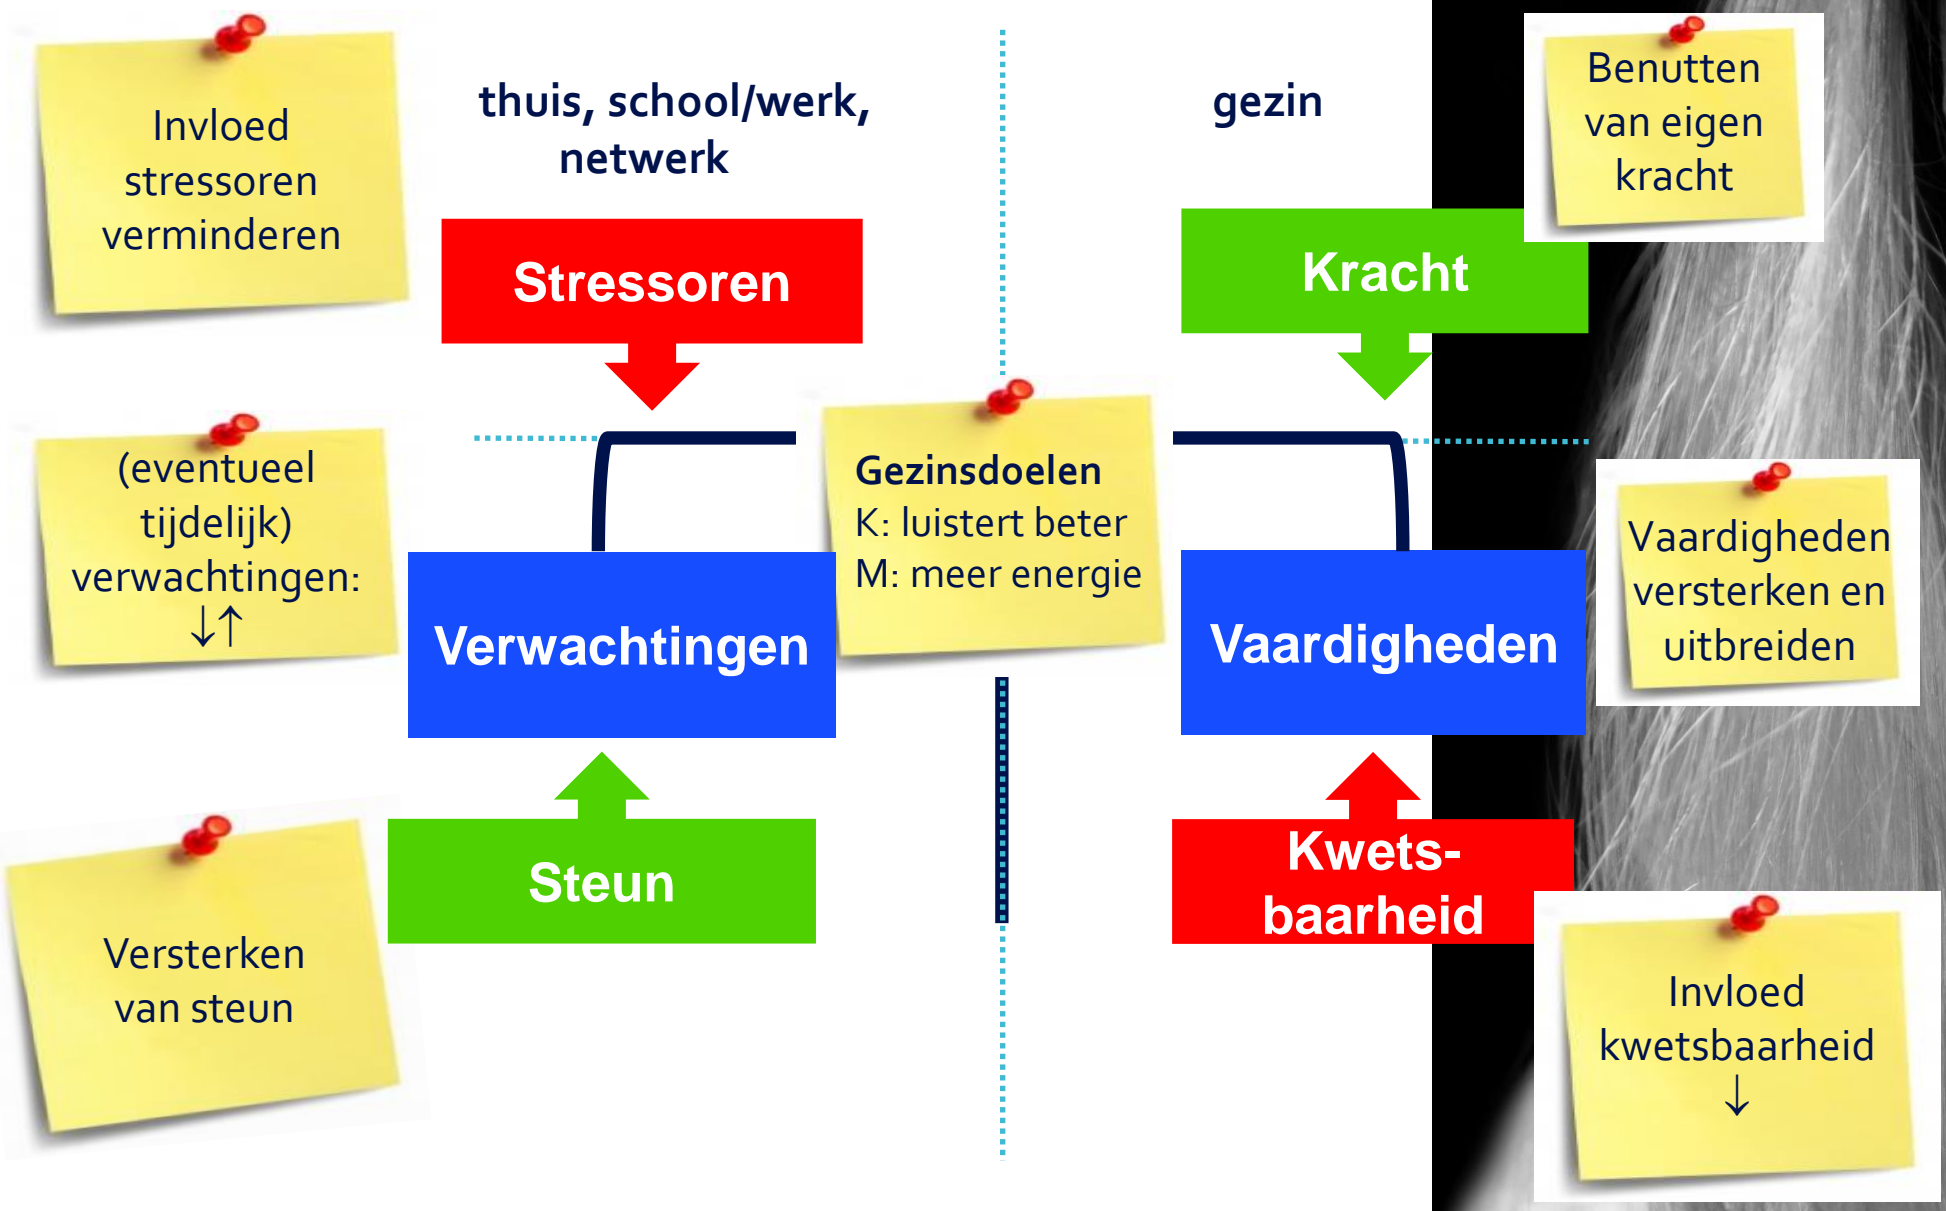 Invloed
stressoren
verminderen
thuis, school/werk,
netwerk
gezin
Benutten
van eigen
kracht
Stressoren
Kracht
(eventueel
tijdelijk)
verwachtingen:
↓↑
Gezinsdoelen
K: luistert beter
M: meer energie
Vaardigheden
versterken en
uitbreiden
Verwachtingen
Vaardigheden
Steun
Kwets-
baarheid
Versterken
van steun
Invloed
kwetsbaarheid
↓